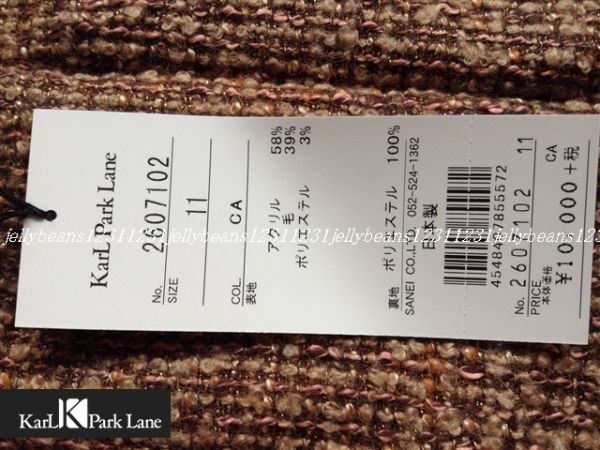 KarL Park Lane
No. 2607102
SIZE
11
COL. CA
表地
アクリル 58%
毛 39%
ポリエステル 3%
裏地 ポリエステル 100%
SANEI CO.,LTD. 052-524-1362
日本製
No. 2607102 11
PRICE CA
本体価格
¥10,000+税
jellybeans12311231jellybeans12311231jellybeans12311231
KarL K Park Lane